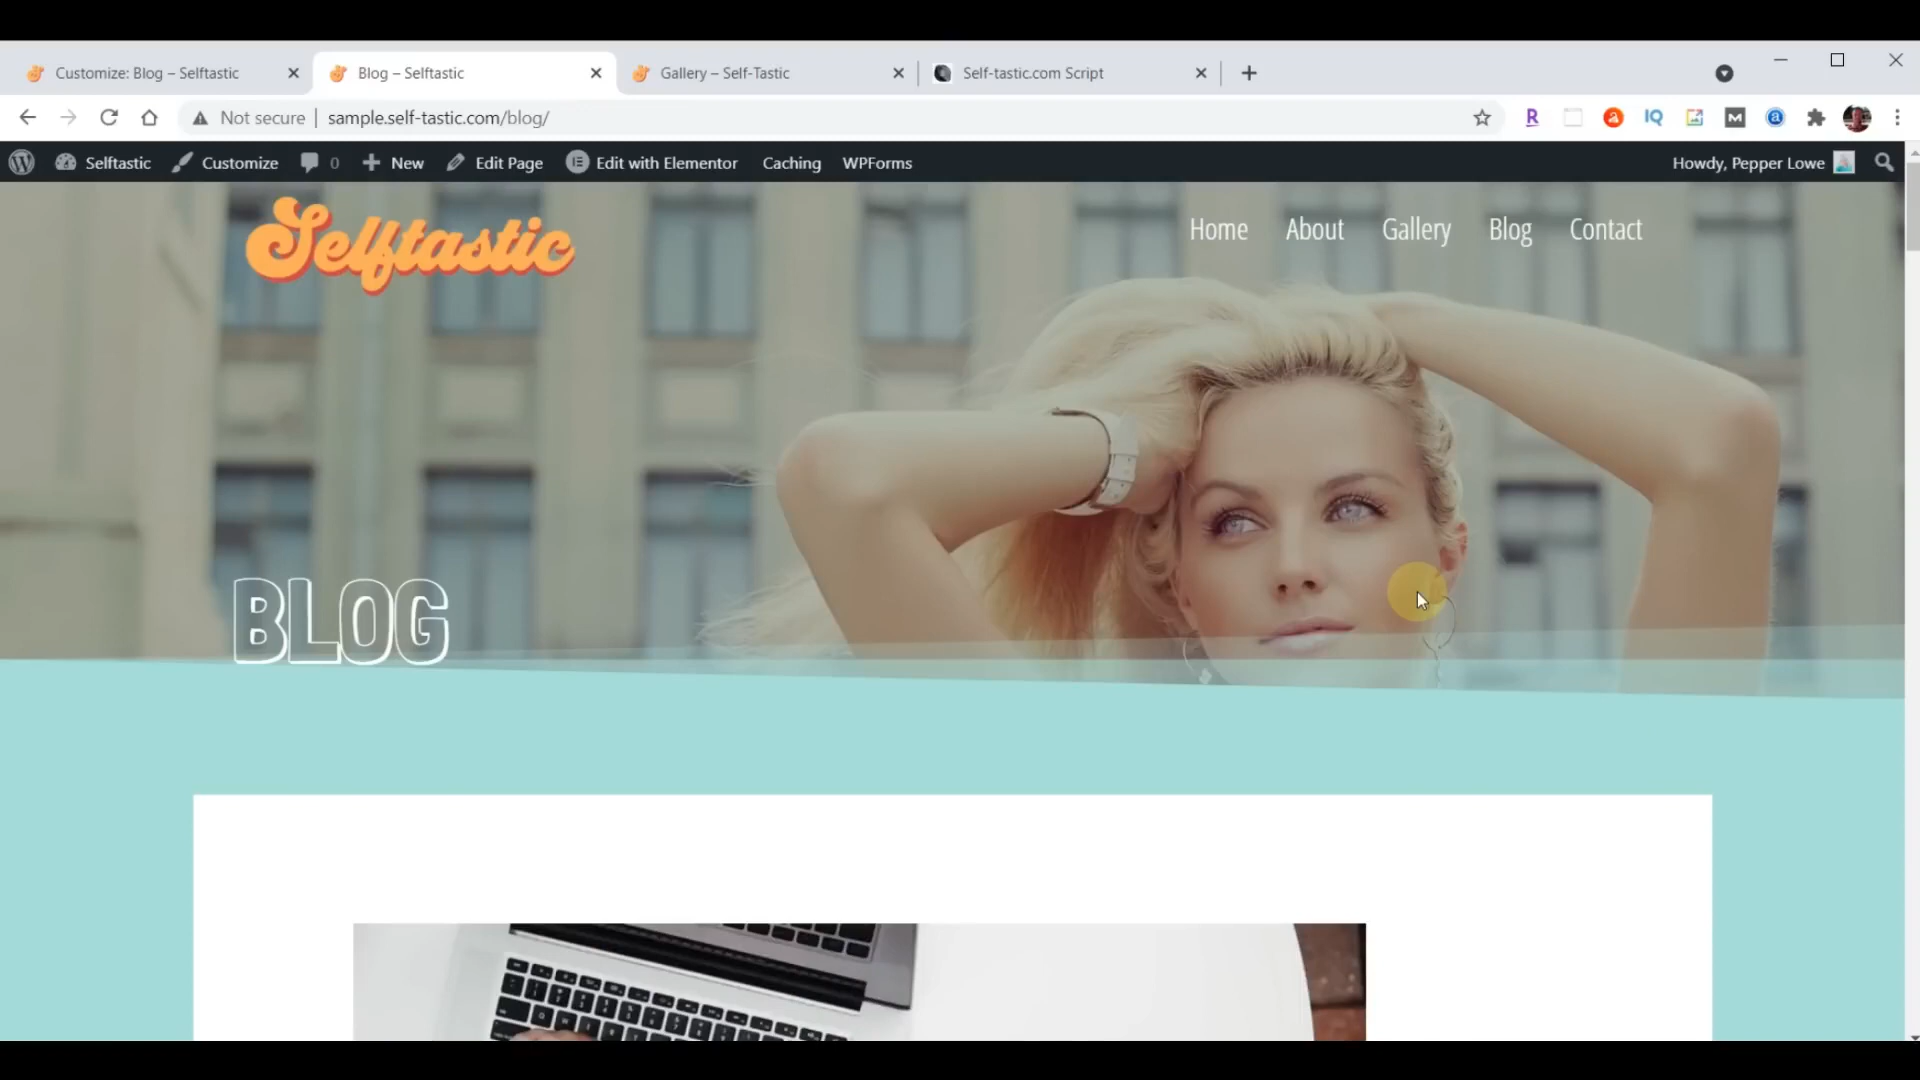 Customize: Blog – Selftastic
Blog – Selftastic
Gallery – Self-Tastic
Self-tastic.com Script
Not secure | sample.self-tastic.com/blog/
Selftastic Customize 0 New Edit Page Edit with Elementor Caching WPForms Howdy, Pepper Lowe
Selftastic
Home About Gallery Blog Contact
BLOG